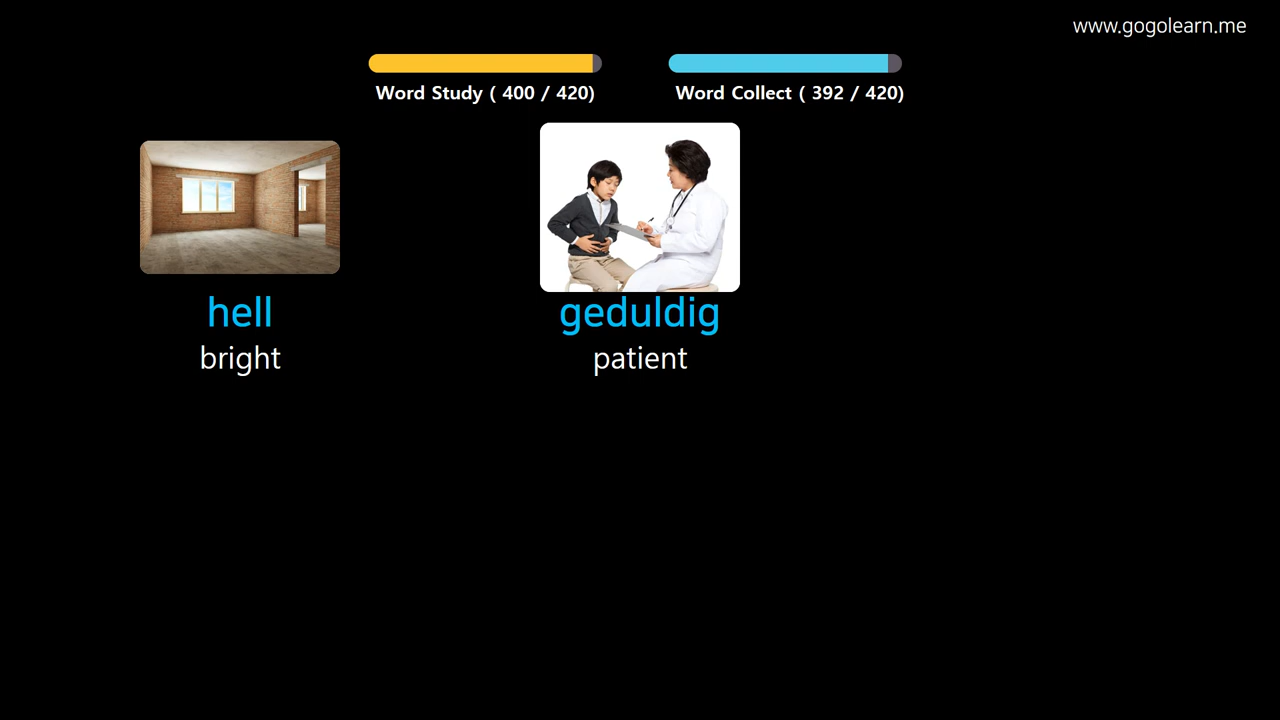 www.gogolearn.me
Word Study ( 400 / 420)
Word Collect ( 392 / 420)
hell
bright
geduldig
patient